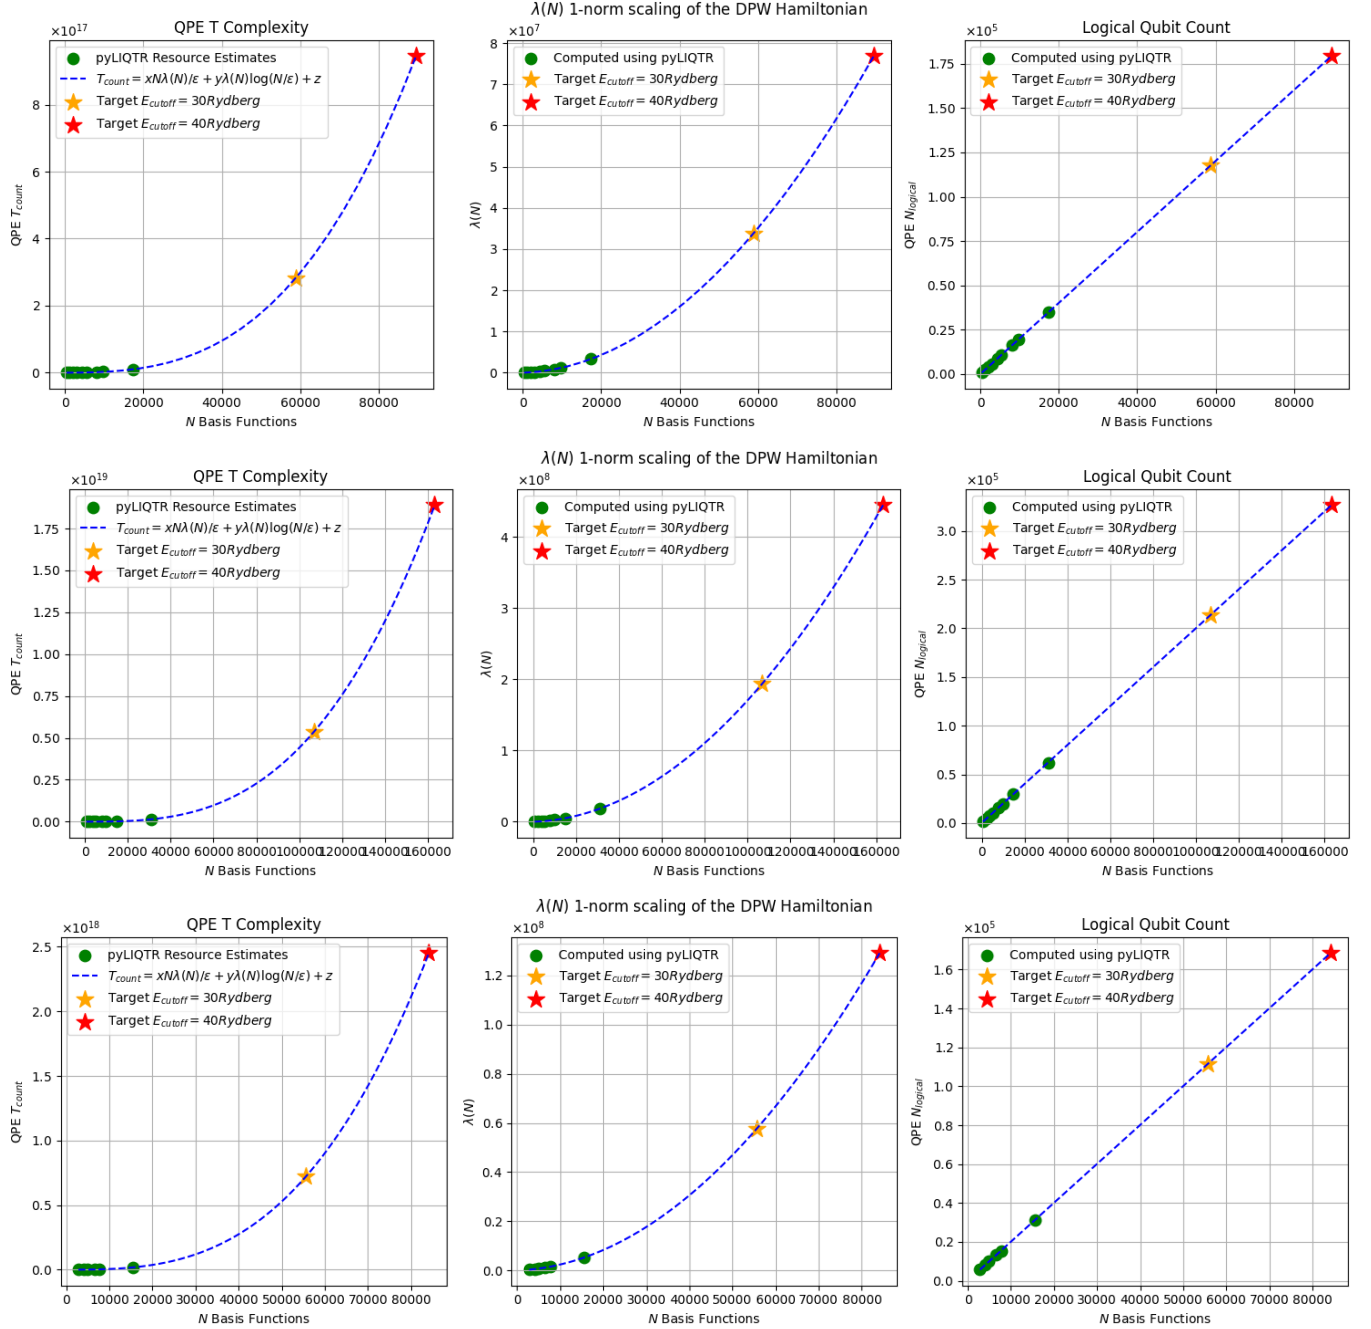 QPE T Complexity
×10^17
pyLIQTR Resource Estimates
T_count = xNλ(N)/ε + yλ(N)log(N/ε) + z
Target E_cutoff = 30Rydberg
Target E_cutoff = 40Rydberg
8
6
4
2
0
QPE T_count
0 20000 40000 60000 80000
N Basis Functions
λ(N) 1-norm scaling of the DPW Hamiltonian
×10^7
Computed using pyLIQTR
Target E_cutoff = 30Rydberg
Target E_cutoff = 40Rydberg
8
7
6
5
4
3
2
1
0
λ(N)
0 20000 40000 60000 80000
N Basis Functions
Logical Qubit Count
×10^5
Computed using pyLIQTR
Target E_cutoff = 30Rydberg
Target E_cutoff = 40Rydberg
1.75
1.50
1.25
1.00
0.75
0.50
0.25
0.00
QPE N_logical
0 20000 40000 60000 80000
N Basis Functions
QPE T Complexity
×10^19
pyLIQTR Resource Estimates
T_count = xNλ(N)/ε + yλ(N)log(N/ε) + z
Target E_cutoff = 30Rydberg
Target E_cutoff = 40Rydberg
1.75
1.50
1.25
1.00
0.75
0.50
0.25
0.00
QPE T_count
0 20000 40000 60000 80000 100000 120000 140000 160000
N Basis Functions
λ(N) 1-norm scaling of the DPW Hamiltonian
×10^8
Computed using pyLIQTR
Target E_cutoff = 30Rydberg
Target E_cutoff = 40Rydberg
4
3
2
1
0
λ(N)
0 20000 40000 60000 80000 100000 120000 140000 160000
N Basis Functions
Logical Qubit Count
×10^5
Computed using pyLIQTR
Target E_cutoff = 30Rydberg
Target E_cutoff = 40Rydberg
3.0
2.5
2.0
1.5
1.0
0.5
0.0
QPE N_logical
0 20000 40000 60000 80000 100000 120000 140000 160000
N Basis Functions
QPE T Complexity
×10^18
pyLIQTR Resource Estimates
T_count = xNλ(N)/ε + yλ(N)log(N/ε) + z
Target E_cutoff = 30Rydberg
Target E_cutoff = 40Rydberg
2.5
2.0
1.5
1.0
0.5
0.0
QPE T_count
0 10000 20000 30000 40000 50000 60000 70000 80000
N Basis Functions
λ(N) 1-norm scaling of the DPW Hamiltonian
×10^8
Computed using pyLIQTR
Target E_cutoff = 30Rydberg
Target E_cutoff = 40Rydberg
1.2
1.0
0.8
0.6
0.4
0.2
0.0
λ(N)
0 10000 20000 30000 40000 50000 60000 70000 80000
N Basis Functions
Logical Qubit Count
×10^5
Computed using pyLIQTR
Target E_cutoff = 30Rydberg
Target E_cutoff = 40Rydberg
1.6
1.4
1.2
1.0
0.8
0.6
0.4
0.2
0.0
QPE N_logical
0 10000 20000 30000 40000 50000 60000 70000 80000
N Basis Functions